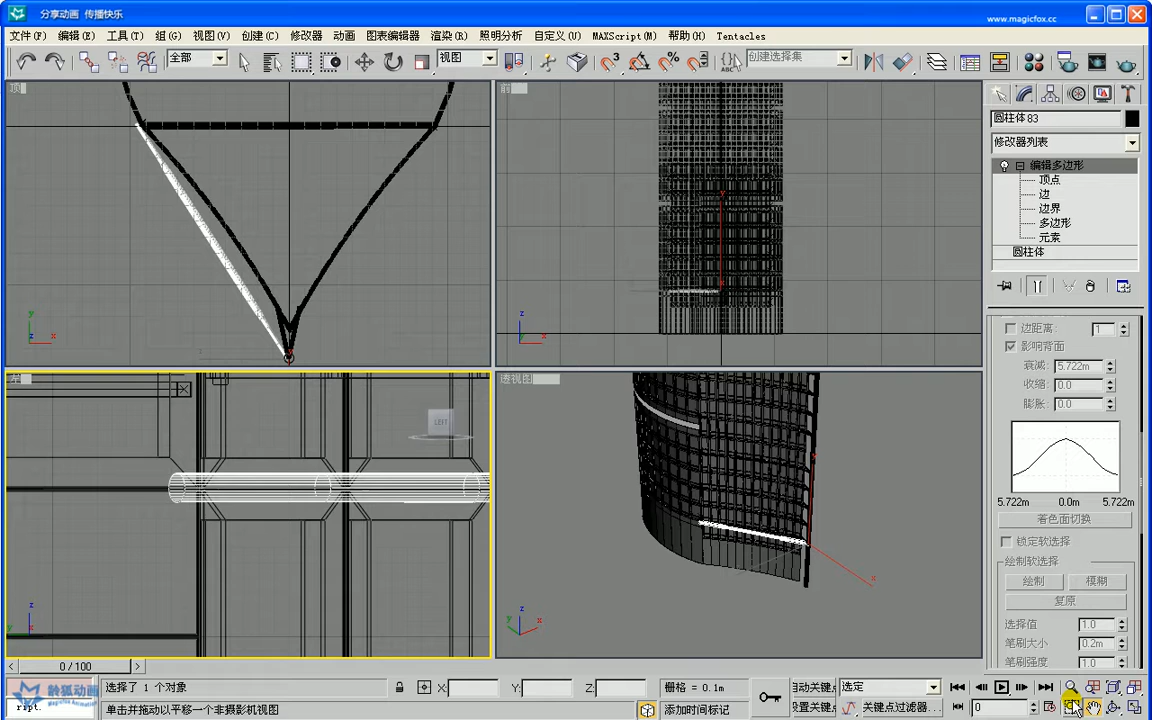 分享动画 传播快乐
www.magicfox.cc
文件(F) 编辑(E) 工具(T) 组(G) 视图(V) 创建(C) 修改器 动画 图表编辑器 渲染(R) 照明分析 自定义(U) MAXScript(M) 帮助(H) Tentacles
全部 视图 创建选择集
顶
前
圆柱体83
修改器列表
编辑多边形
顶点
边
边界
多边形
元素
圆柱体
边距离: 1
影响背面
衰减: 5.722m
收缩: 0.0
膨胀: 0.0
左
LEFT
透视图
5.722m 0.0m 5.722m
着色面切换
锁定软选择
绘制软选择
绘制 模糊
复原
选择值 1.0
笔刷大小 0.2m
笔刷强度 1.0
0 / 100
选择了 1 个对象 X: Y: Z: 栅格 = 0.1m 自动关键点 选定
ript. 单击并拖动以平移一个非摄影机视图 添加时间标记 设置关键点 关键点过滤器... 0